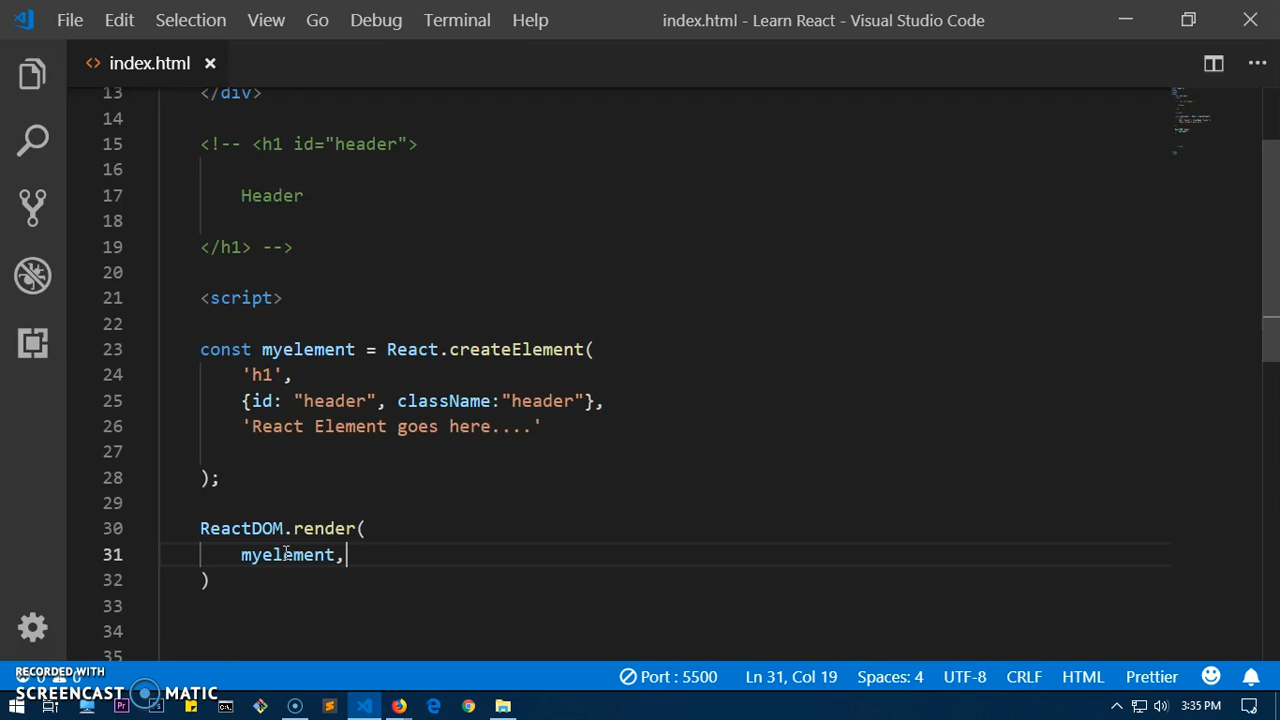 File Edit Selection View Go Debug Terminal Help index.html - Learn React - Visual Studio Code
index.html
13 </div>
14
15 <!-- <h1 id="header">
16
17 Header
18
19 </h1> -->
20
21 <script>
22
23 const myelement = React.createElement(
24 'h1',
25 {id: "header", className:"header"},
26 'React Element goes here....'
27
28 );
29
30 ReactDOM.render(
31 myelement,
32 )
33
34
35
Port : 5500 Ln 31, Col 19 Spaces: 4 UTF-8 CRLF HTML Prettier
RECORDED WITH
SCREENCAST MATIC
3:35 PM